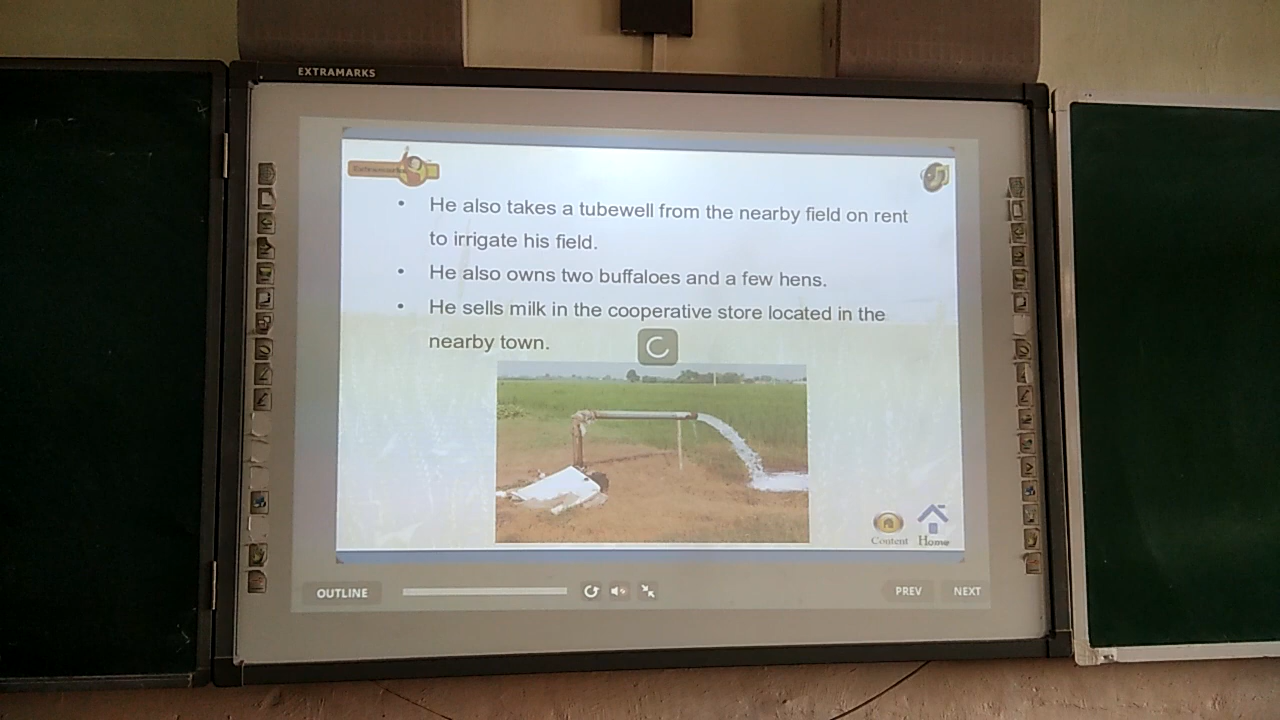 EXTRAMARKS
Extramarks
• He also takes a tubewell from the nearby field on rent
to irrigate his field.
• He also owns two buffaloes and a few hens.
• He sells milk in the cooperative store located in the
nearby town.
Content Home
OUTLINE PREV NEXT